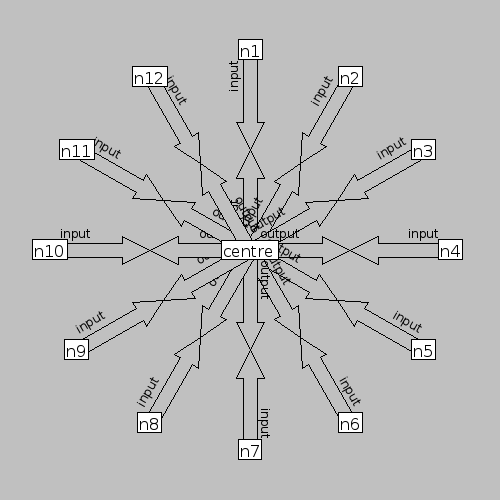 n1
input
n12
input
n2
input
n11
input
n3
input
output
output
n10
input
output
centre
n4
input
output
n9
input
n5
input
n8
input
n6
input
n7
input